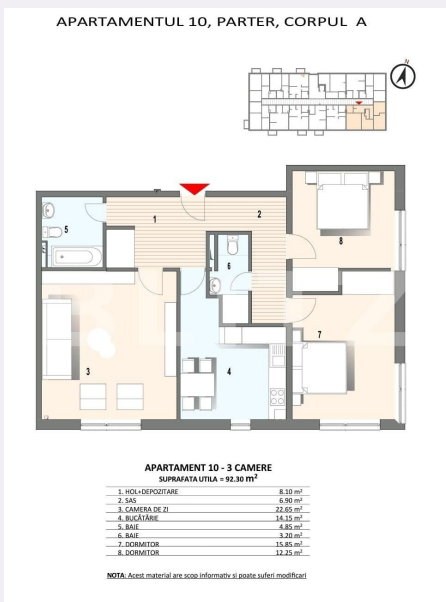 APARTAMENTUL 10, PARTER, CORPUL A
N
5
1
2
8
6
BLITZ
7
3
4
APARTAMENT 10 - 3 CAMERE
SUPRAFATA UTILA = 92.30 m²
1. HOL+DEPOZITARE 8.10 m²
2. SAS 6.90 m²
3. CAMERA DE ZI 22.65 m²
4. BUCĂTĂRIE 14.15 m²
5. BAIE 4.85 m²
6. BAIE 3.20 m²
7. DORMITOR 15.85 m²
8. DORMITOR 12.25 m²
NOTA: Acest material are scop informativ si poate suferi modificari